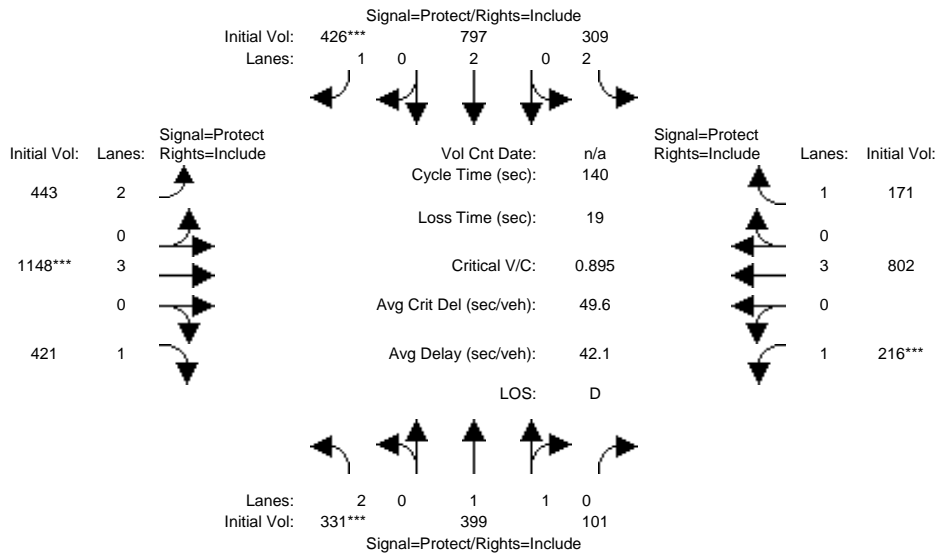 Signal=Protect/Rights=Include
Initial Vol: 426*** 797 309
Lanes: 1 0 2 0 2
Signal=Protect
Initial Vol: Lanes: Rights=Include
Vol Cnt Date: n/a
Signal=Protect
Rights=Include Lanes: Initial Vol:
Cycle Time (sec): 140
443 2
1 171
Loss Time (sec): 19
0
0
1148*** 3
Critical V/C: 0.895
3 802
0
Avg Crit Del (sec/veh): 49.6
0
421 1
Avg Delay (sec/veh): 42.1
1 216***
LOS: D
Lanes: 2 0 1 1 0
Initial Vol: 331*** 399 101
Signal=Protect/Rights=Include